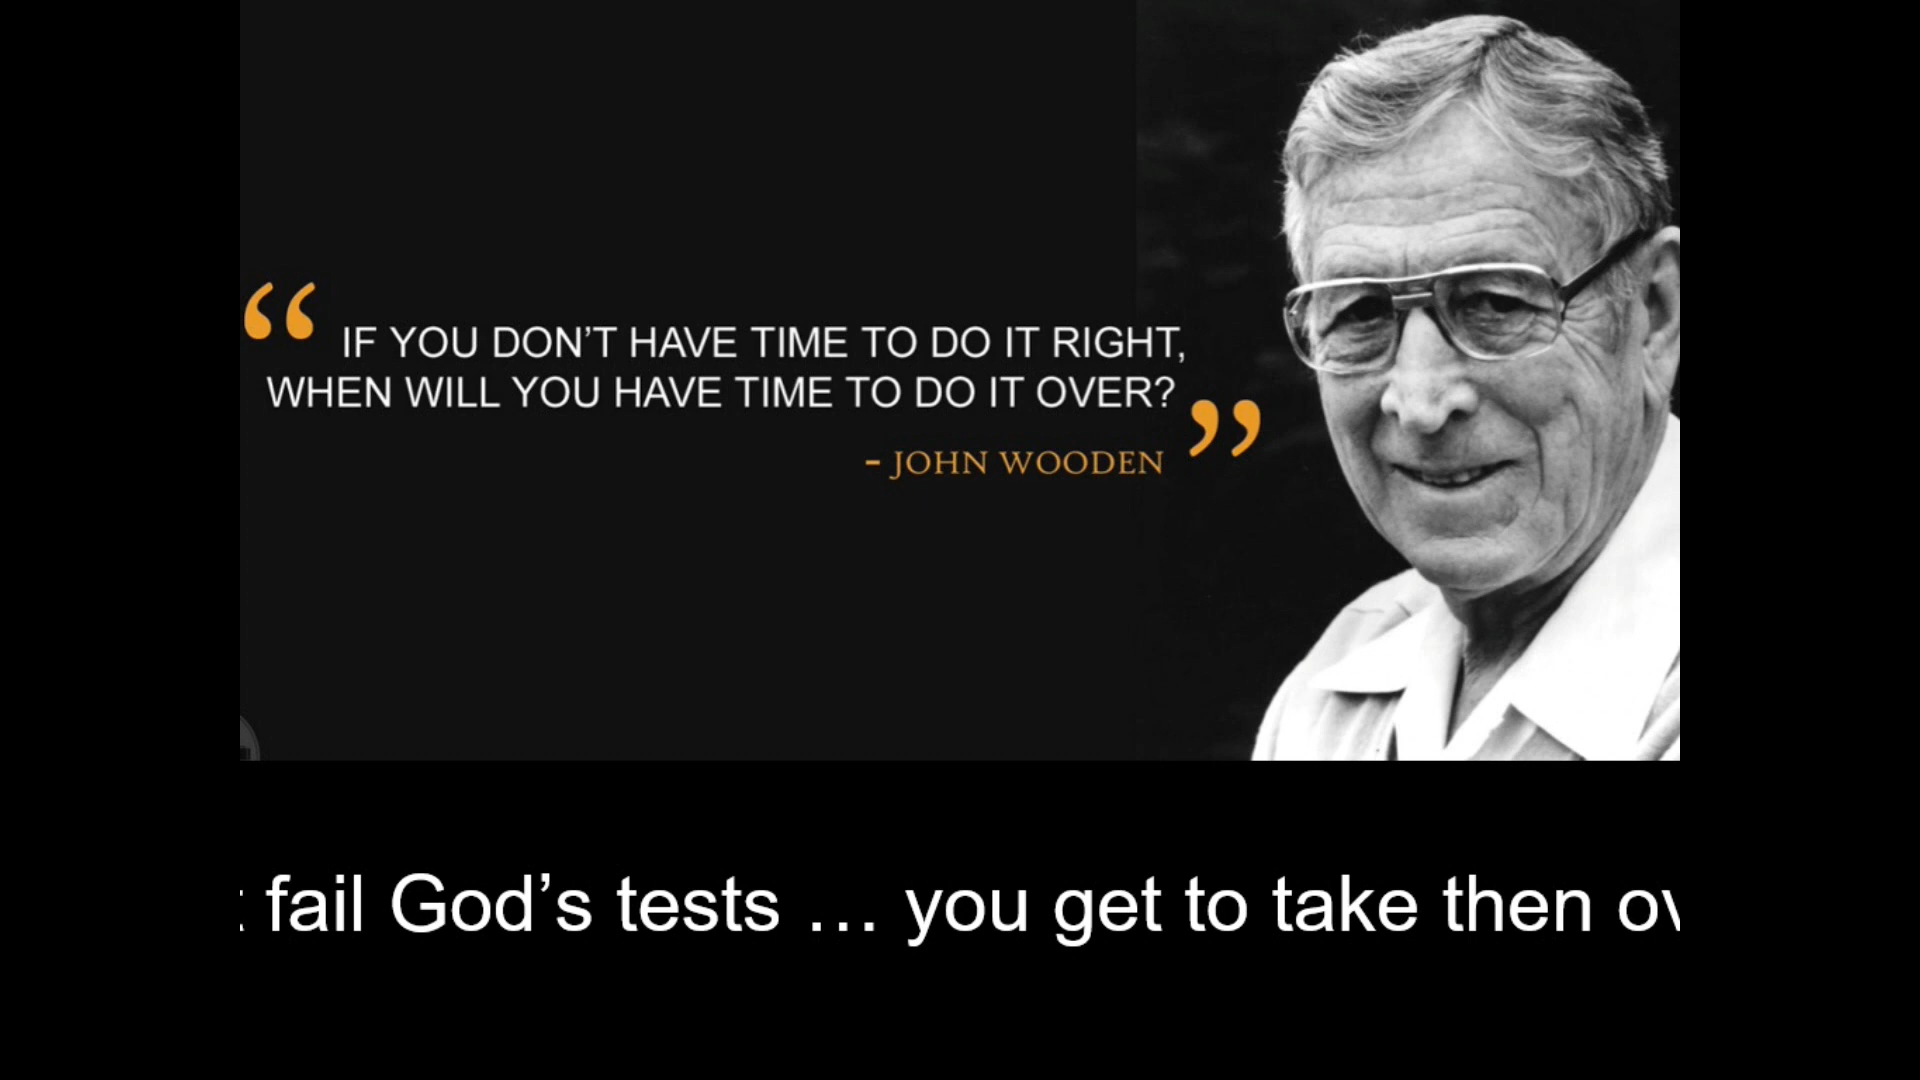 “ IF YOU DON’T HAVE TIME TO DO IT RIGHT,
WHEN WILL YOU HAVE TIME TO DO IT OVER? ”
- JOHN WOODEN
fail God’s tests … you get to take then